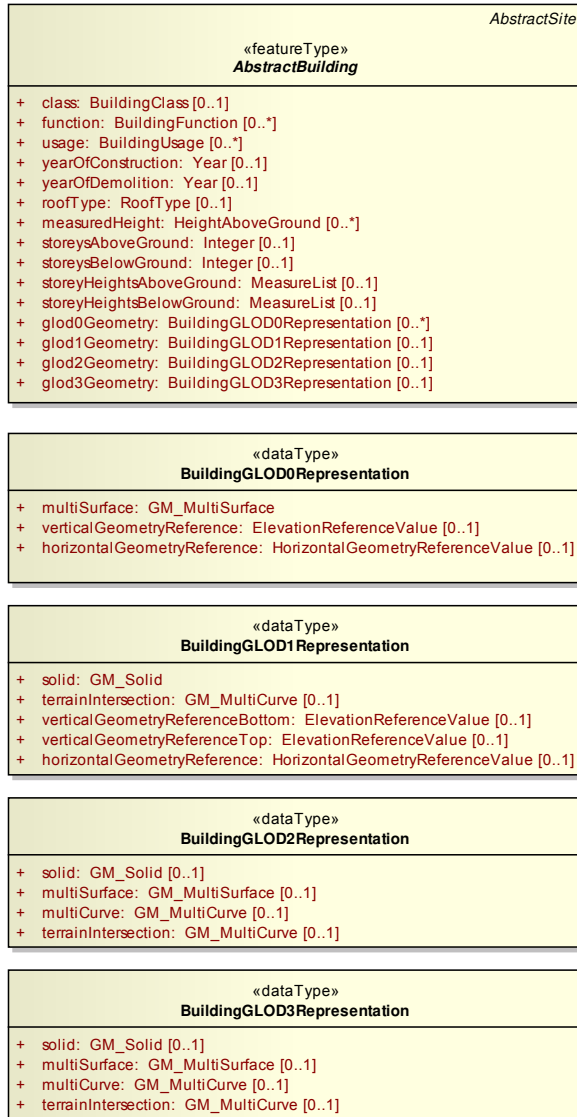 AbstractSite
«featureType»
AbstractBuilding
+ class: BuildingClass [0..1]
+ function: BuildingFunction [0..*]
+ usage: BuildingUsage [0..*]
+ yearOfConstruction: Year [0..1]
+ yearOfDemolition: Year [0..1]
+ roofType: RoofType [0..1]
+ measuredHeight: HeightAboveGround [0..*]
+ storeysAboveGround: Integer [0..1]
+ storeysBelowGround: Integer [0..1]
+ storeyHeightsAboveGround: MeasureList [0..1]
+ storeyHeightsBelowGround: MeasureList [0..1]
+ glod0Geometry: BuildingGLOD0Representation [0..*]
+ glod1Geometry: BuildingGLOD1Representation [0..1]
+ glod2Geometry: BuildingGLOD2Representation [0..1]
+ glod3Geometry: BuildingGLOD3Representation [0..1]
«dataType»
BuildingGLOD0Representation
+ multiSurface: GM_MultiSurface
+ verticalGeometryReference: ElevationReferenceValue [0..1]
+ horizontalGeometryReference: HorizontalGeometryReferenceValue [0..1]
«dataType»
BuildingGLOD1Representation
+ solid: GM_Solid
+ terrainIntersection: GM_MultiCurve [0..1]
+ verticalGeometryReferenceBottom: ElevationReferenceValue [0..1]
+ verticalGeometryReferenceTop: ElevationReferenceValue [0..1]
+ horizontalGeometryReference: HorizontalGeometryReferenceValue [0..1]
«dataType»
BuildingGLOD2Representation
+ solid: GM_Solid [0..1]
+ multiSurface: GM_MultiSurface [0..1]
+ multiCurve: GM_MultiCurve [0..1]
+ terrainIntersection: GM_MultiCurve [0..1]
«dataType»
BuildingGLOD3Representation
+ solid: GM_Solid [0..1]
+ multiSurface: GM_MultiSurface [0..1]
+ multiCurve: GM_MultiCurve [0..1]
+ terrainIntersection: GM_MultiCurve [0..1]